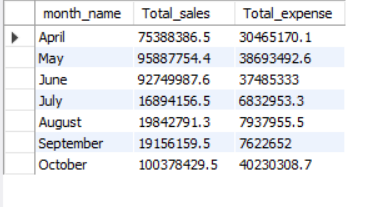 month_name Total_sales Total_expense
April 75388386.5 30465170.1
May 95887754.4 38693492.6
June 92749987.6 37485333
July 16894156.5 6832953.3
August 19842791.3 7937955.5
September 19156159.5 7622652
October 100378429.5 40230308.7